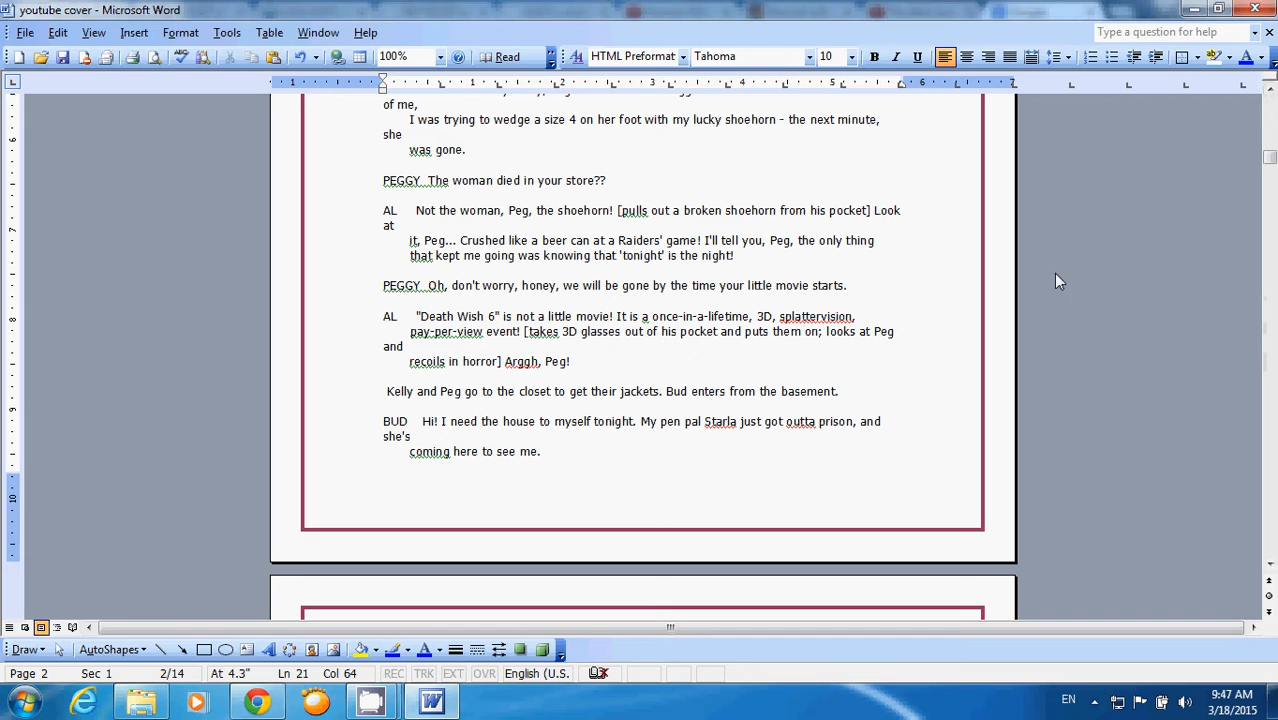 youtube cover - Microsoft Word
File Edit View Insert Format Tools Table Window Help
Type a question for help
100% Read HTML Preformat Tahoma 10 B I U
1 1 2 3 4 5 6 7
of me,
I was trying to wedge a size 4 on her foot with my lucky shoehorn - the next minute,
she
was gone.
PEGGY The woman died in your store??
AL Not the woman, Peg, the shoehorn! [pulls out a broken shoehorn from his pocket] Look
at
it, Peg... Crushed like a beer can at a Raiders' game! I'll tell you, Peg, the only thing
that kept me going was knowing that 'tonight' is the night!
PEGGY Oh, don't worry, honey, we will be gone by the time your little movie starts.
AL "Death Wish 6" is not a little movie! It is a once-in-a-lifetime, 3D, splattervision,
pay-per-view event! [takes 3D glasses out of his pocket and puts them on; looks at Peg
and
recoils in horror] Arggh, Peg!
Kelly and Peg go to the closet to get their jackets. Bud enters from the basement.
BUD Hi! I need the house to myself tonight. My pen pal Starla just got outta prison, and
she's
coming here to see me.
Draw AutoShapes
Page 2 Sec 1 2/14 At 4.3" Ln 21 Col 64 REC TRK EXT OVR English (U.S.
EN
9:47 AM
3/18/2015